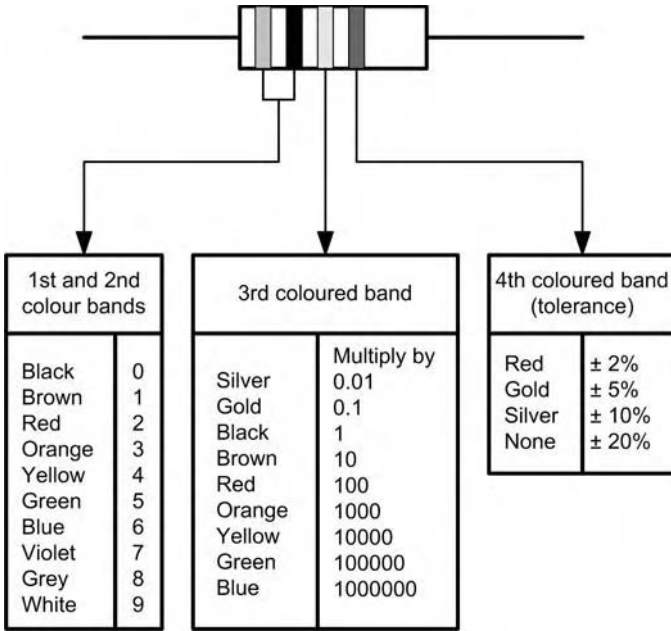 1st and 2nd
colour bands
Black 0
Brown 1
Red 2
Orange 3
Yellow 4
Green 5
Blue 6
Violet 7
Grey 8
White 9
3rd coloured band
Multiply by
Silver 0.01
Gold 0.1
Black 1
Brown 10
Red 100
Orange 1000
Yellow 10000
Green 100000
Blue 1000000
4th coloured band
(tolerance)
Red ± 2%
Gold ± 5%
Silver ± 10%
None ± 20%